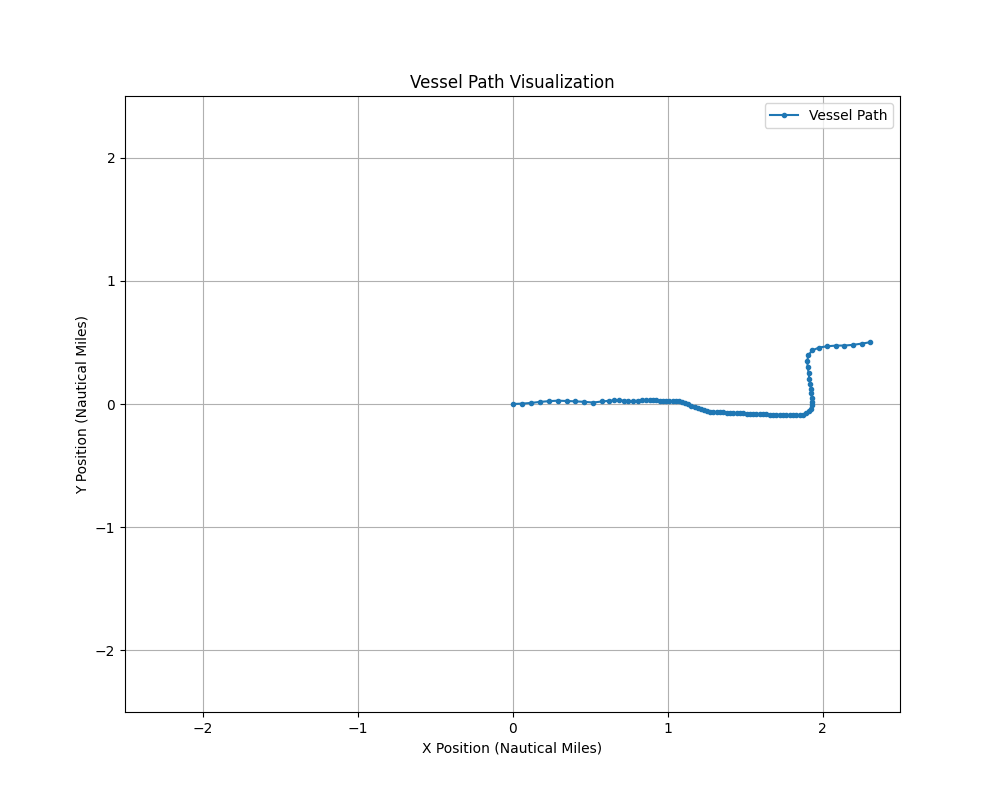 Vessel Path Visualization
Vessel Path
2
1
0
−1
−2
Y Position (Nautical Miles)
−2
−1
0
1
2
X Position (Nautical Miles)